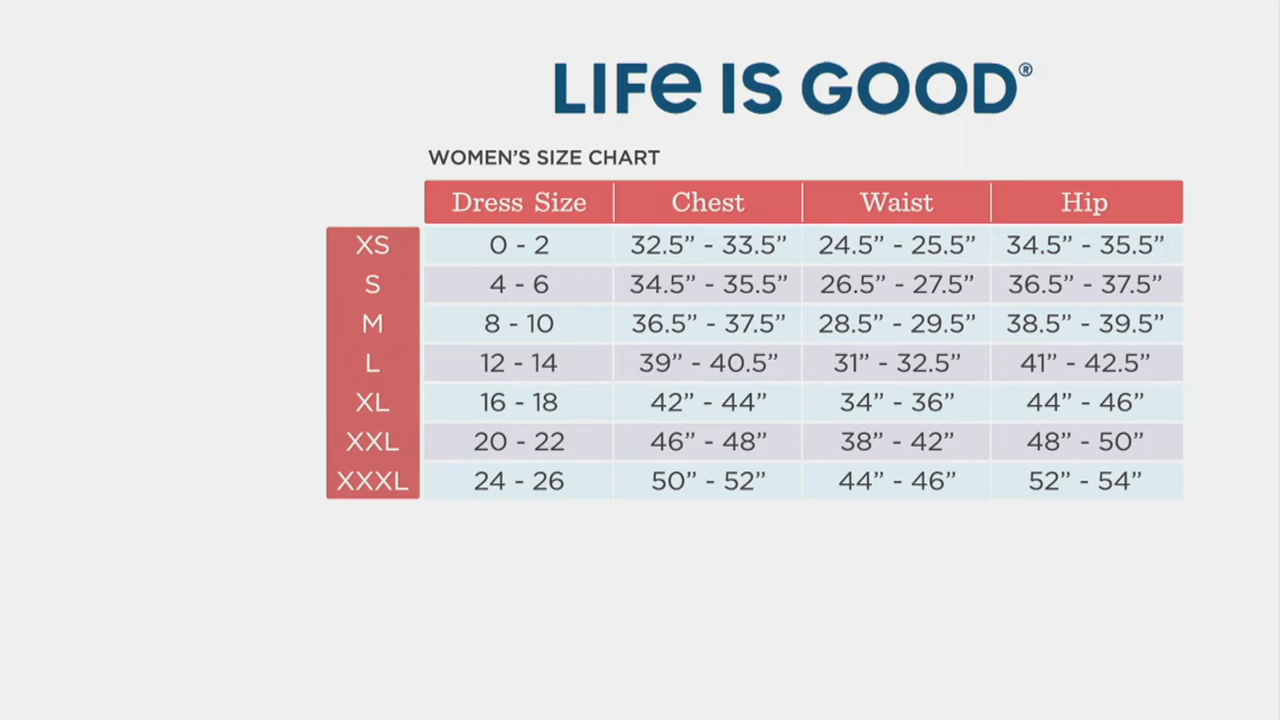 LIFE IS GOOD®
WOMEN’S SIZE CHART
Dress Size Chest Waist Hip
XS 0 - 2 32.5” - 33.5” 24.5” - 25.5” 34.5” - 35.5”
S 4 - 6 34.5” - 35.5” 26.5” - 27.5” 36.5” - 37.5”
M 8 - 10 36.5” - 37.5” 28.5” - 29.5” 38.5” - 39.5”
L 12 - 14 39” - 40.5” 31” - 32.5” 41” - 42.5”
XL 16 - 18 42” - 44” 34” - 36” 44” - 46”
XXL 20 - 22 46” - 48” 38” - 42” 48” - 50”
XXXL 24 - 26 50” - 52” 44” - 46” 52” - 54”